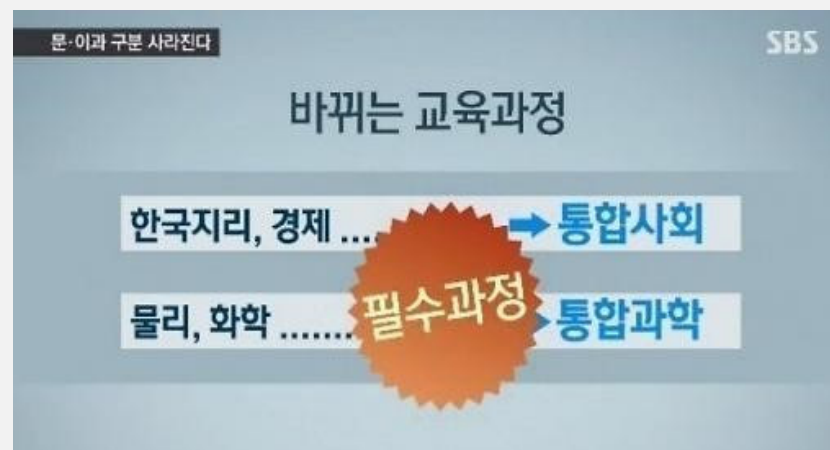 문·이과 구분 사라진다
SBS
바뀌는 교육과정
한국지리, 경제 .... 통합사회
필수과정
물리, 화학 ....... 통합과학